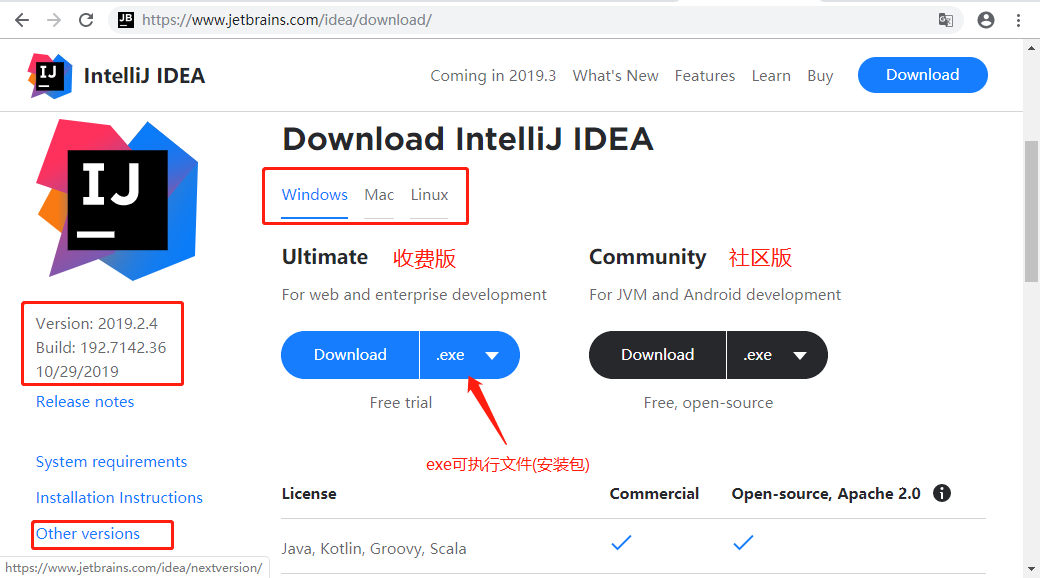 JB https://www.jetbrains.com/idea/download/
IJ IntelliJ IDEA Coming in 2019.3 What's New Features Learn Buy Download
IJ
Download IntelliJ IDEA
Windows Mac Linux
Ultimate 收费版 Community 社区版
For web and enterprise development For JVM and Android development
Version: 2019.2.4
Build: 192.7142.36
10/29/2019
Release notes
Download .exe Download .exe
Free trial Free, open-source
exe可执行文件(安装包)
System requirements
Installation Instructions
Other versions
License Commercial Open-source, Apache 2.0
Java, Kotlin, Groovy, Scala
https://www.jetbrains.com/idea/nextversion/